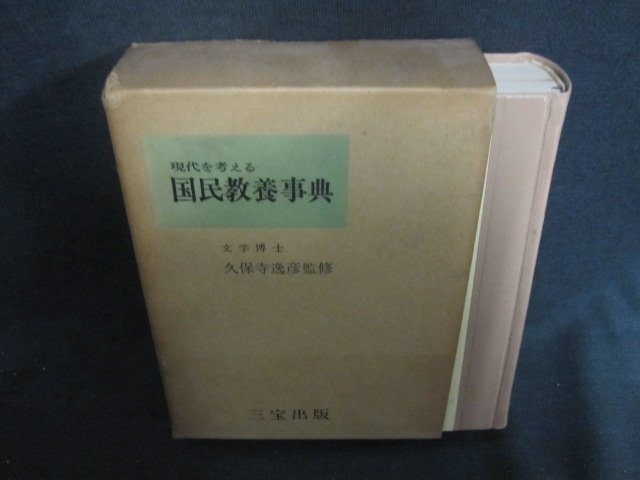 現代を考える
国民教養事典
文学博士
久保寺逸彦監修
三宝出版